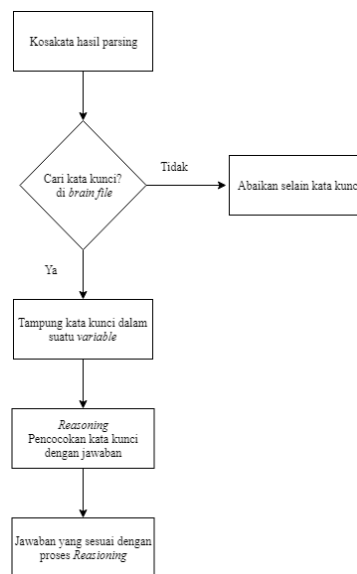 Kosakata hasil parsing
Cari kata kunci?
di brain file
Tidak
Abaikan selain kata kunc
Ya
Tampung kata kunci dalam
suatu variable
Reasoning
Pencocokan kata kunci
dengan jawaban
Jawaban yang sesuai dengan
proses Reasioning